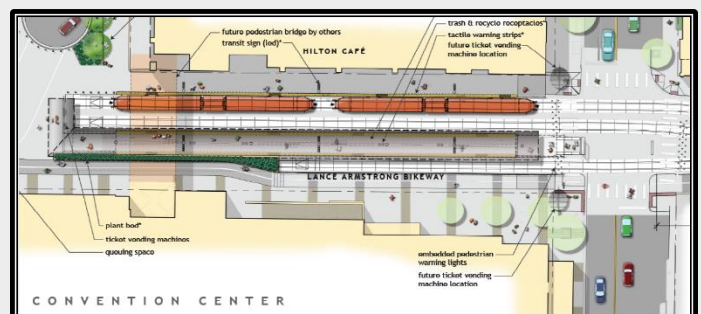 trash & recycle receptacles*
future pedestrian bridge by others
tactile warning strips*
transit sign (led)*
future ticket vending
machine location
HILTON CAFÉ
LANCE ARMSTRONG BIKEWAY
plant bed*
ticket vending machines
queuing space
embedded pedestrian
warning lights
future ticket vending
machine location
CONVENTION CENTER